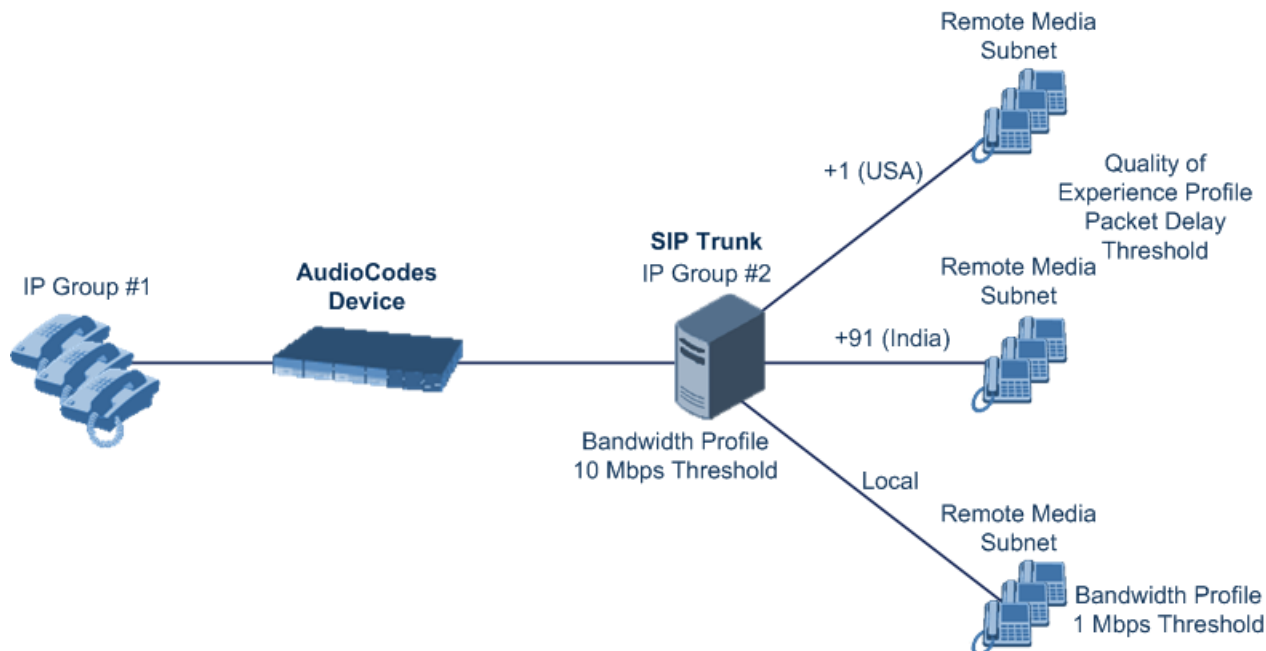 Remote Media
Subnet
+1 (USA)
Quality of
Experience Profile
Packet Delay
Threshold
SIP Trunk
IP Group #2
AudioCodes
Device
IP Group #1
Remote Media
Subnet
+91 (India)
Bandwidth Profile
10 Mbps Threshold
Local
Remote Media
Subnet
Bandwidth Profile
1 Mbps Threshold